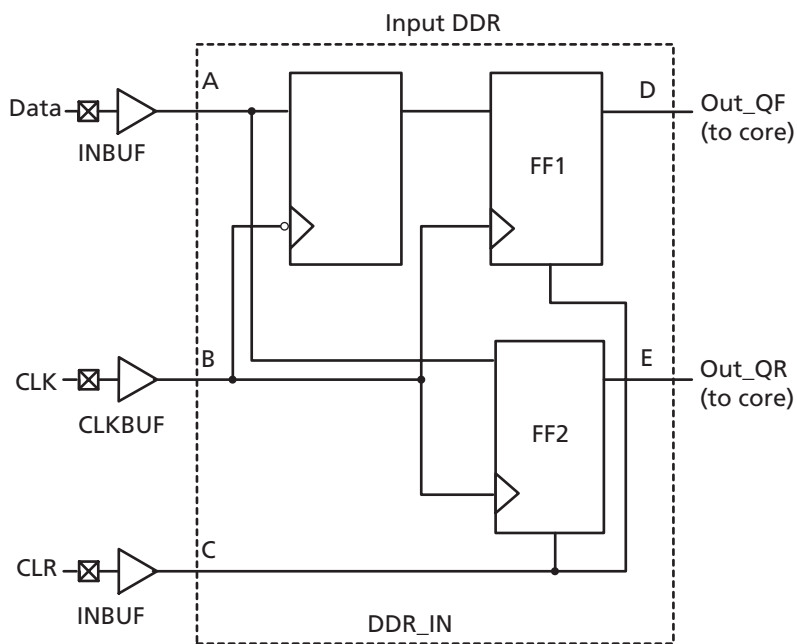 Input DDR
A
D
Data
Out_QF
(to core)
INBUF
FF1
B
E
CLK
Out_QR
(to core)
CLKBUF
FF2
C
CLR
INBUF
DDR_IN